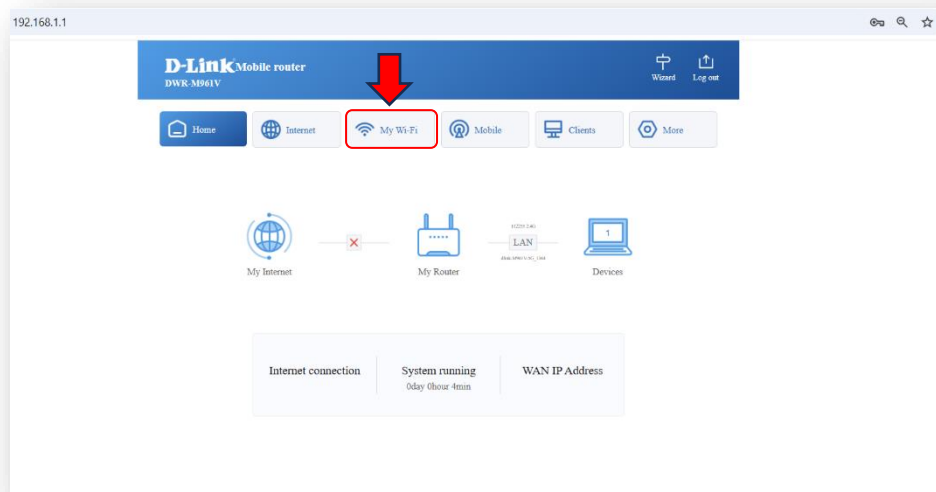 192.168.1.1
D-Link Mobile router
DWR-M961V
Wizard
Log out
Home
Internet
My Wi-Fi
Mobile
Clients
More
1
LAN
My Internet
My Router
Devices
Internet connection
System running
WAN IP Address
0day 0hour 4min